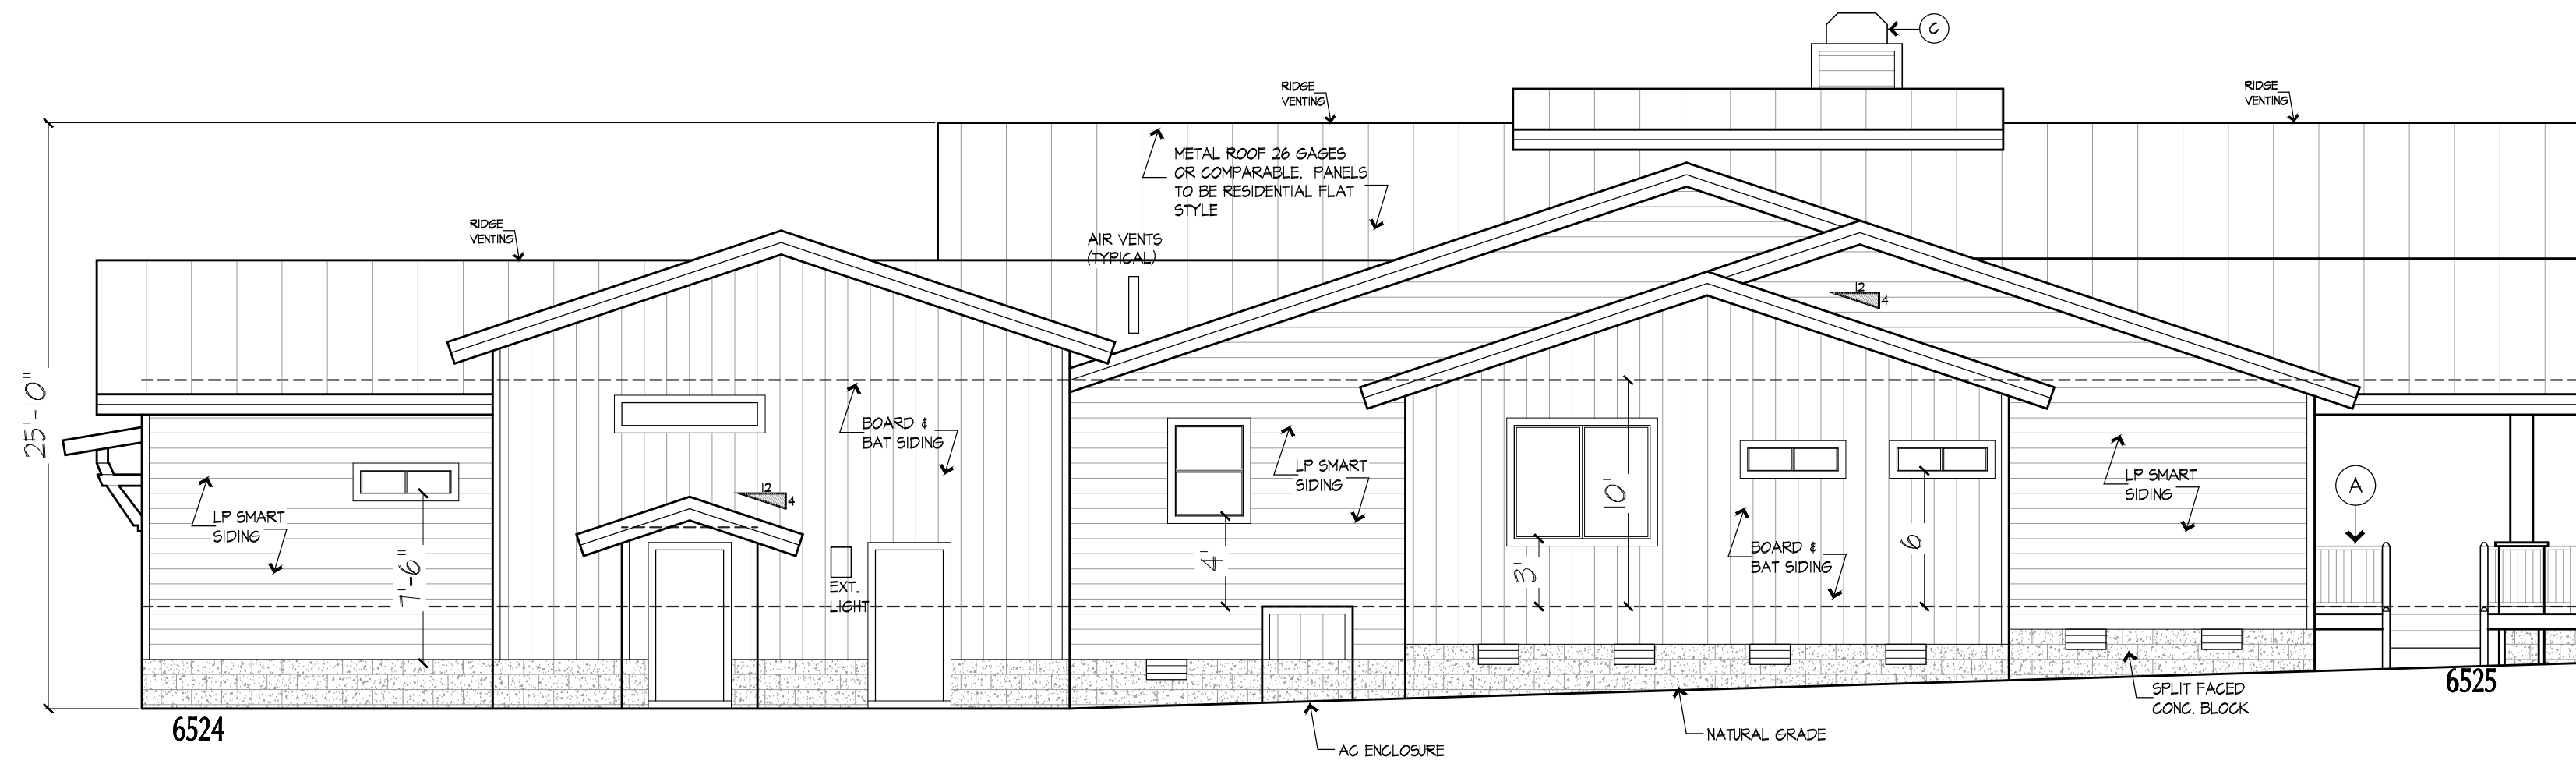 C
RIDGE
VENTING
RIDGE
VENTING
METAL ROOF 26 GAGES
OR COMPARABLE. PANELS
TO BE RESIDENTIAL FLAT
STYLE
RIDGE
VENTING
AIR VENTS
(TYPICAL)
12
4
25'-10"
BOARD &
BAT SIDING
LP SMART
SIDING
10'
LP SMART
SIDING
A
12
4
LP SMART
SIDING
7'-6"
EXT.
LIGHT
4'
3'
BOARD &
BAT SIDING
6'
6524
AC ENCLOSURE
NATURAL GRADE
SPLIT FACED
CONC. BLOCK
6525